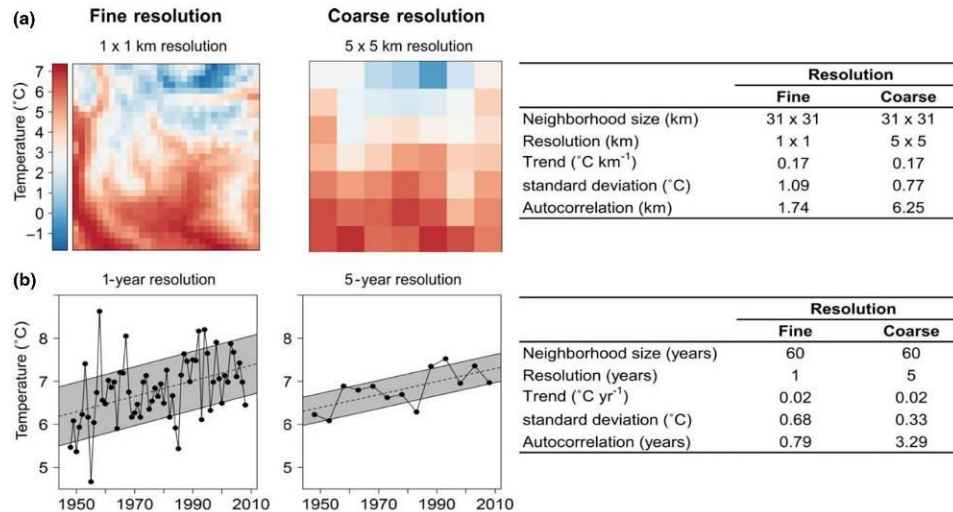 (a)
Fine resolution
Coarse resolution
1 x 1 km resolution
5 x 5 km resolution
Temperature (˚C)
7
6
5
4
3
2
1
0
−1
Resolution
Fine Coarse
Neighborhood size (km) 31 x 31 31 x 31
Resolution (km) 1 x 1 5 x 5
Trend (˚C km⁻¹) 0.17 0.17
standard deviation (˚C) 1.09 0.77
Autocorrelation (km) 1.74 6.25
(b)
1-year resolution
5-year resolution
Temperature (˚C)
8
7
6
5
1950 1970 1990 2010
8
7
6
5
1950 1970 1990 2010
Resolution
Fine Coarse
Neighborhood size (years) 60 60
Resolution (years) 1 5
Trend (˚C yr⁻¹) 0.02 0.02
standard deviation (˚C) 0.68 0.33
Autocorrelation (years) 0.79 3.29